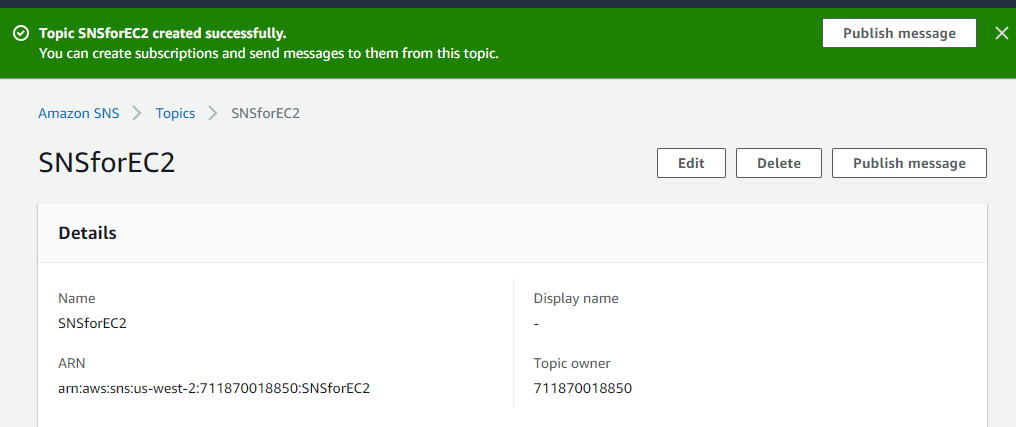 Topic SNSforEC2 created successfully.
You can create subscriptions and send messages to them from this topic.
Publish message
Amazon SNS
Topics
SNSforEC2
SNSforEC2
Edit
Delete
Publish message
Details
Name
SNSforEC2
Display name
-
ARN
arn:aws:sns:us-west-2:711870018850:SNSforEC2
Topic owner
711870018850